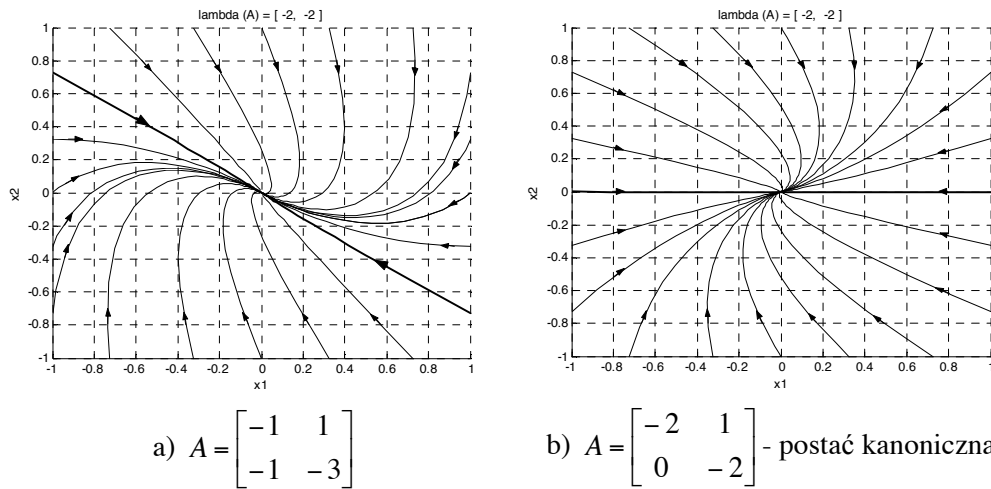 lambda (A) = [ -2,  -2 ]
1
0.8
0.6
0.4
0.2
0
-0.2
-0.4
-0.6
-0.8
-1
x2
-1 -0.8 -0.6 -0.4 -0.2 0 0.2 0.4 0.6 0.8 1
x1
lambda (A) = [ -2,  -2 ]
1
0.8
0.6
0.4
0.2
0
-0.2
-0.4
-0.6
-0.8
-1
x2
-1 -0.8 -0.6 -0.4 -0.2 0 0.2 0.4 0.6 0.8 1
x1
a) A = [−1 1
−1 −3]
b) A = [−2 1
0 −2] - postać kanoniczna